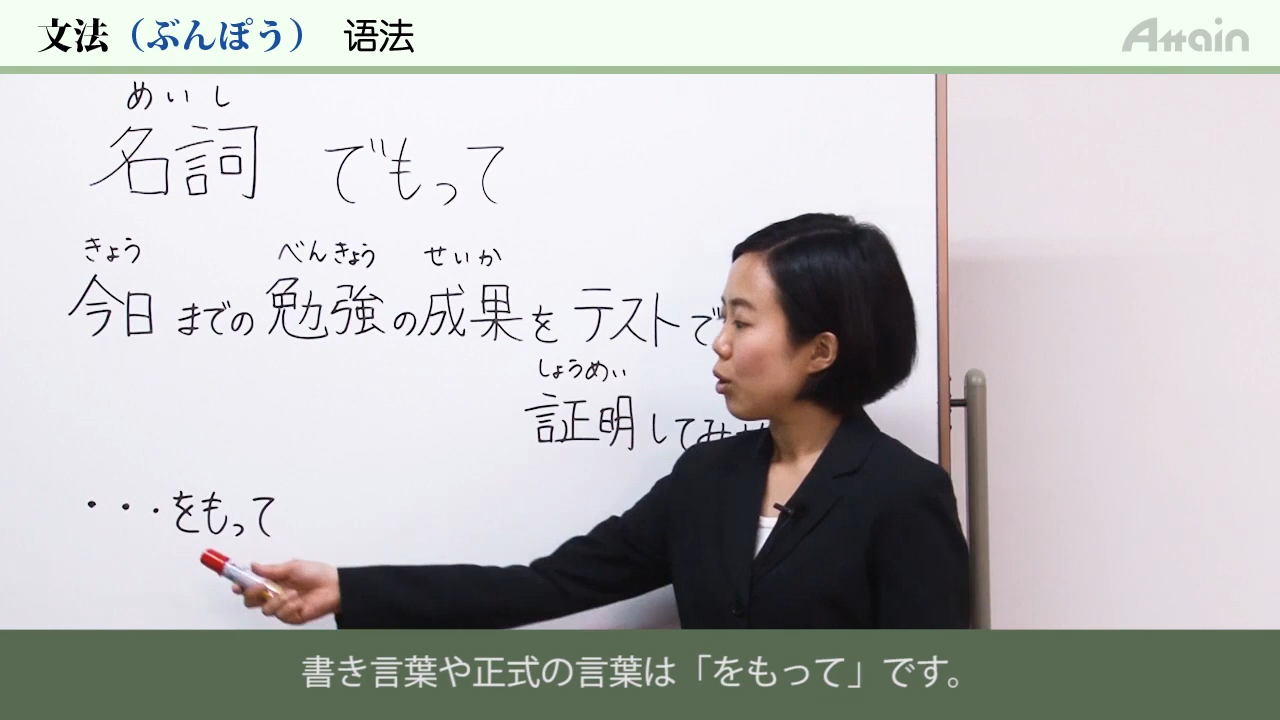 文法（ぶんぽう） 语法
Attain
めいし
名詞 でもって
きょう べんきょう せいか
今日までの勉強の成果をテストで
しょうめい
証明してみ
・・・をもって
書き言葉や正式の言葉は「をもって」です。